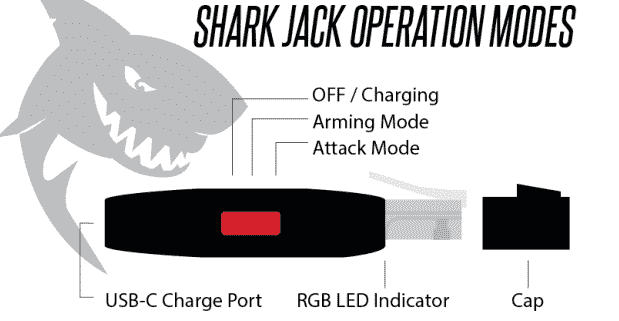 SHARK JACK OPERATION MODES
OFF / Charging
Arming Mode
Attack Mode
USB-C Charge Port
RGB LED Indicator
Cap